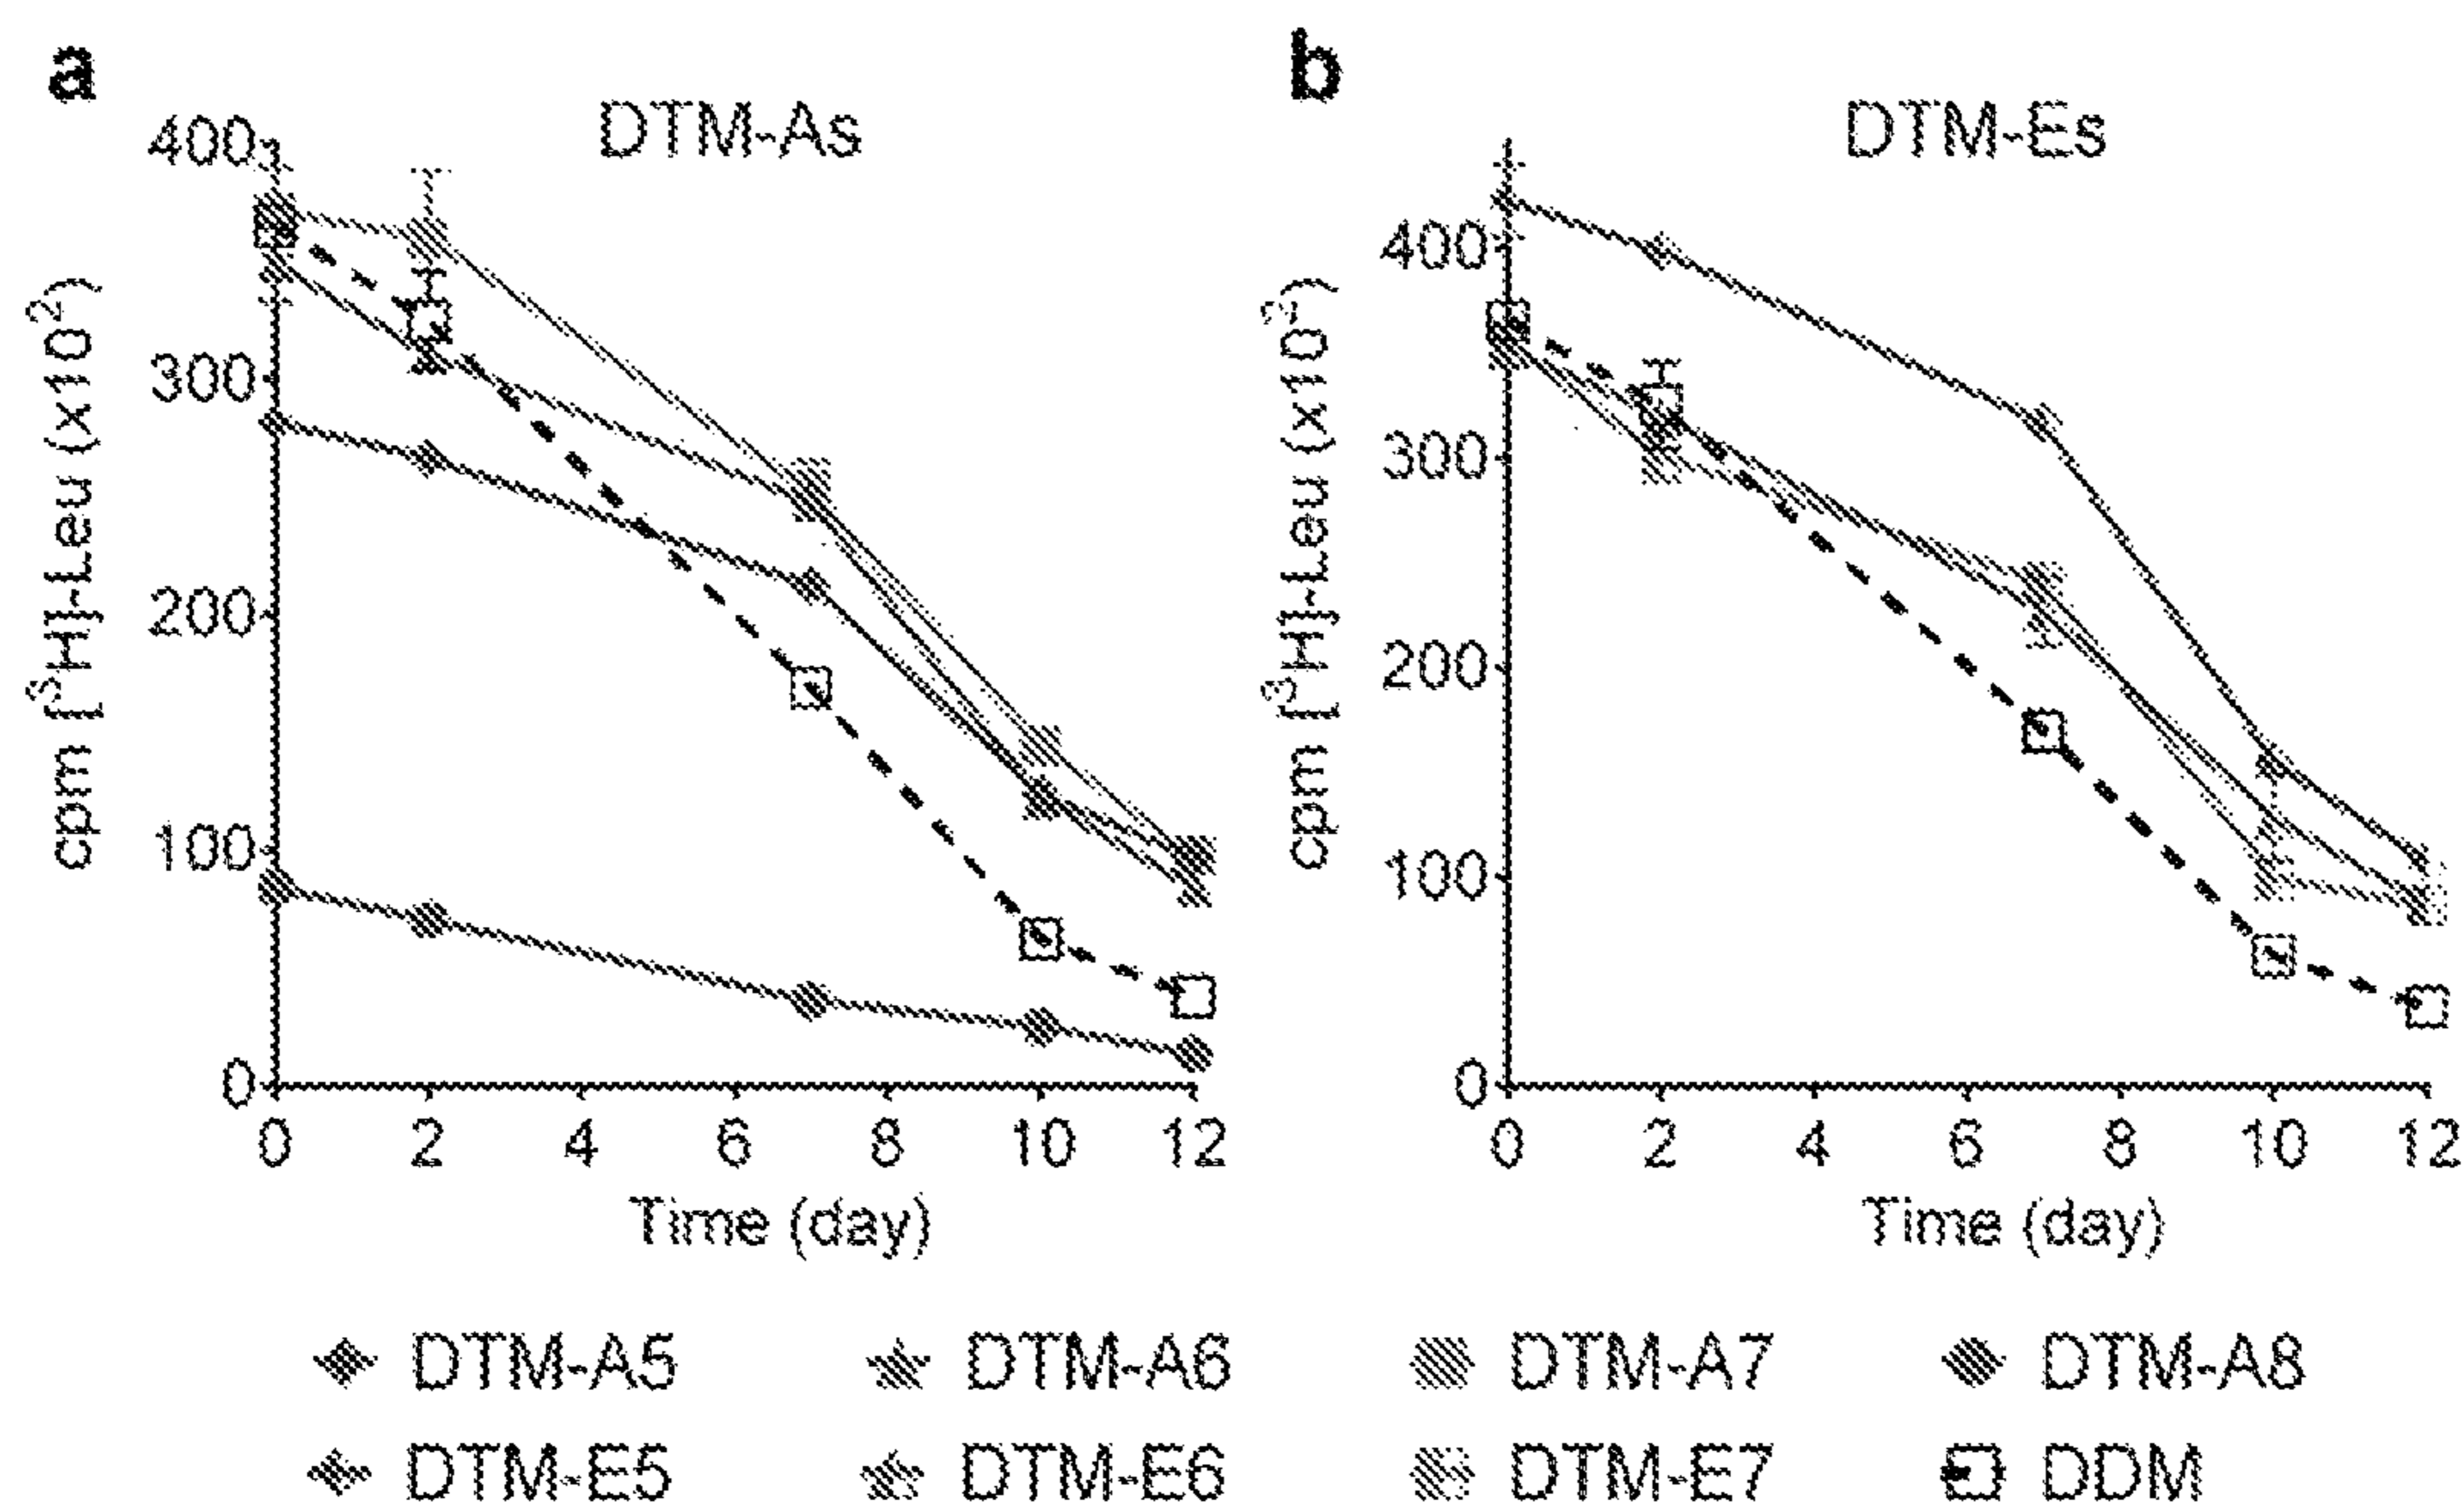 a
DTM-As
cpm [³H]-Leu (x10²)
400
300
200
100
0
0 2 4 6 8 10 12
Time (day)
b
DTM-Es
cpm [³H]-Leu (x10²)
400
300
200
100
0
0 2 4 6 8 10 12
Time (day)
DTM-A5 DTM-A6 DTM-A7 DTM-A8
DTM-E5 DTM-E6 DTM-E7 DDM